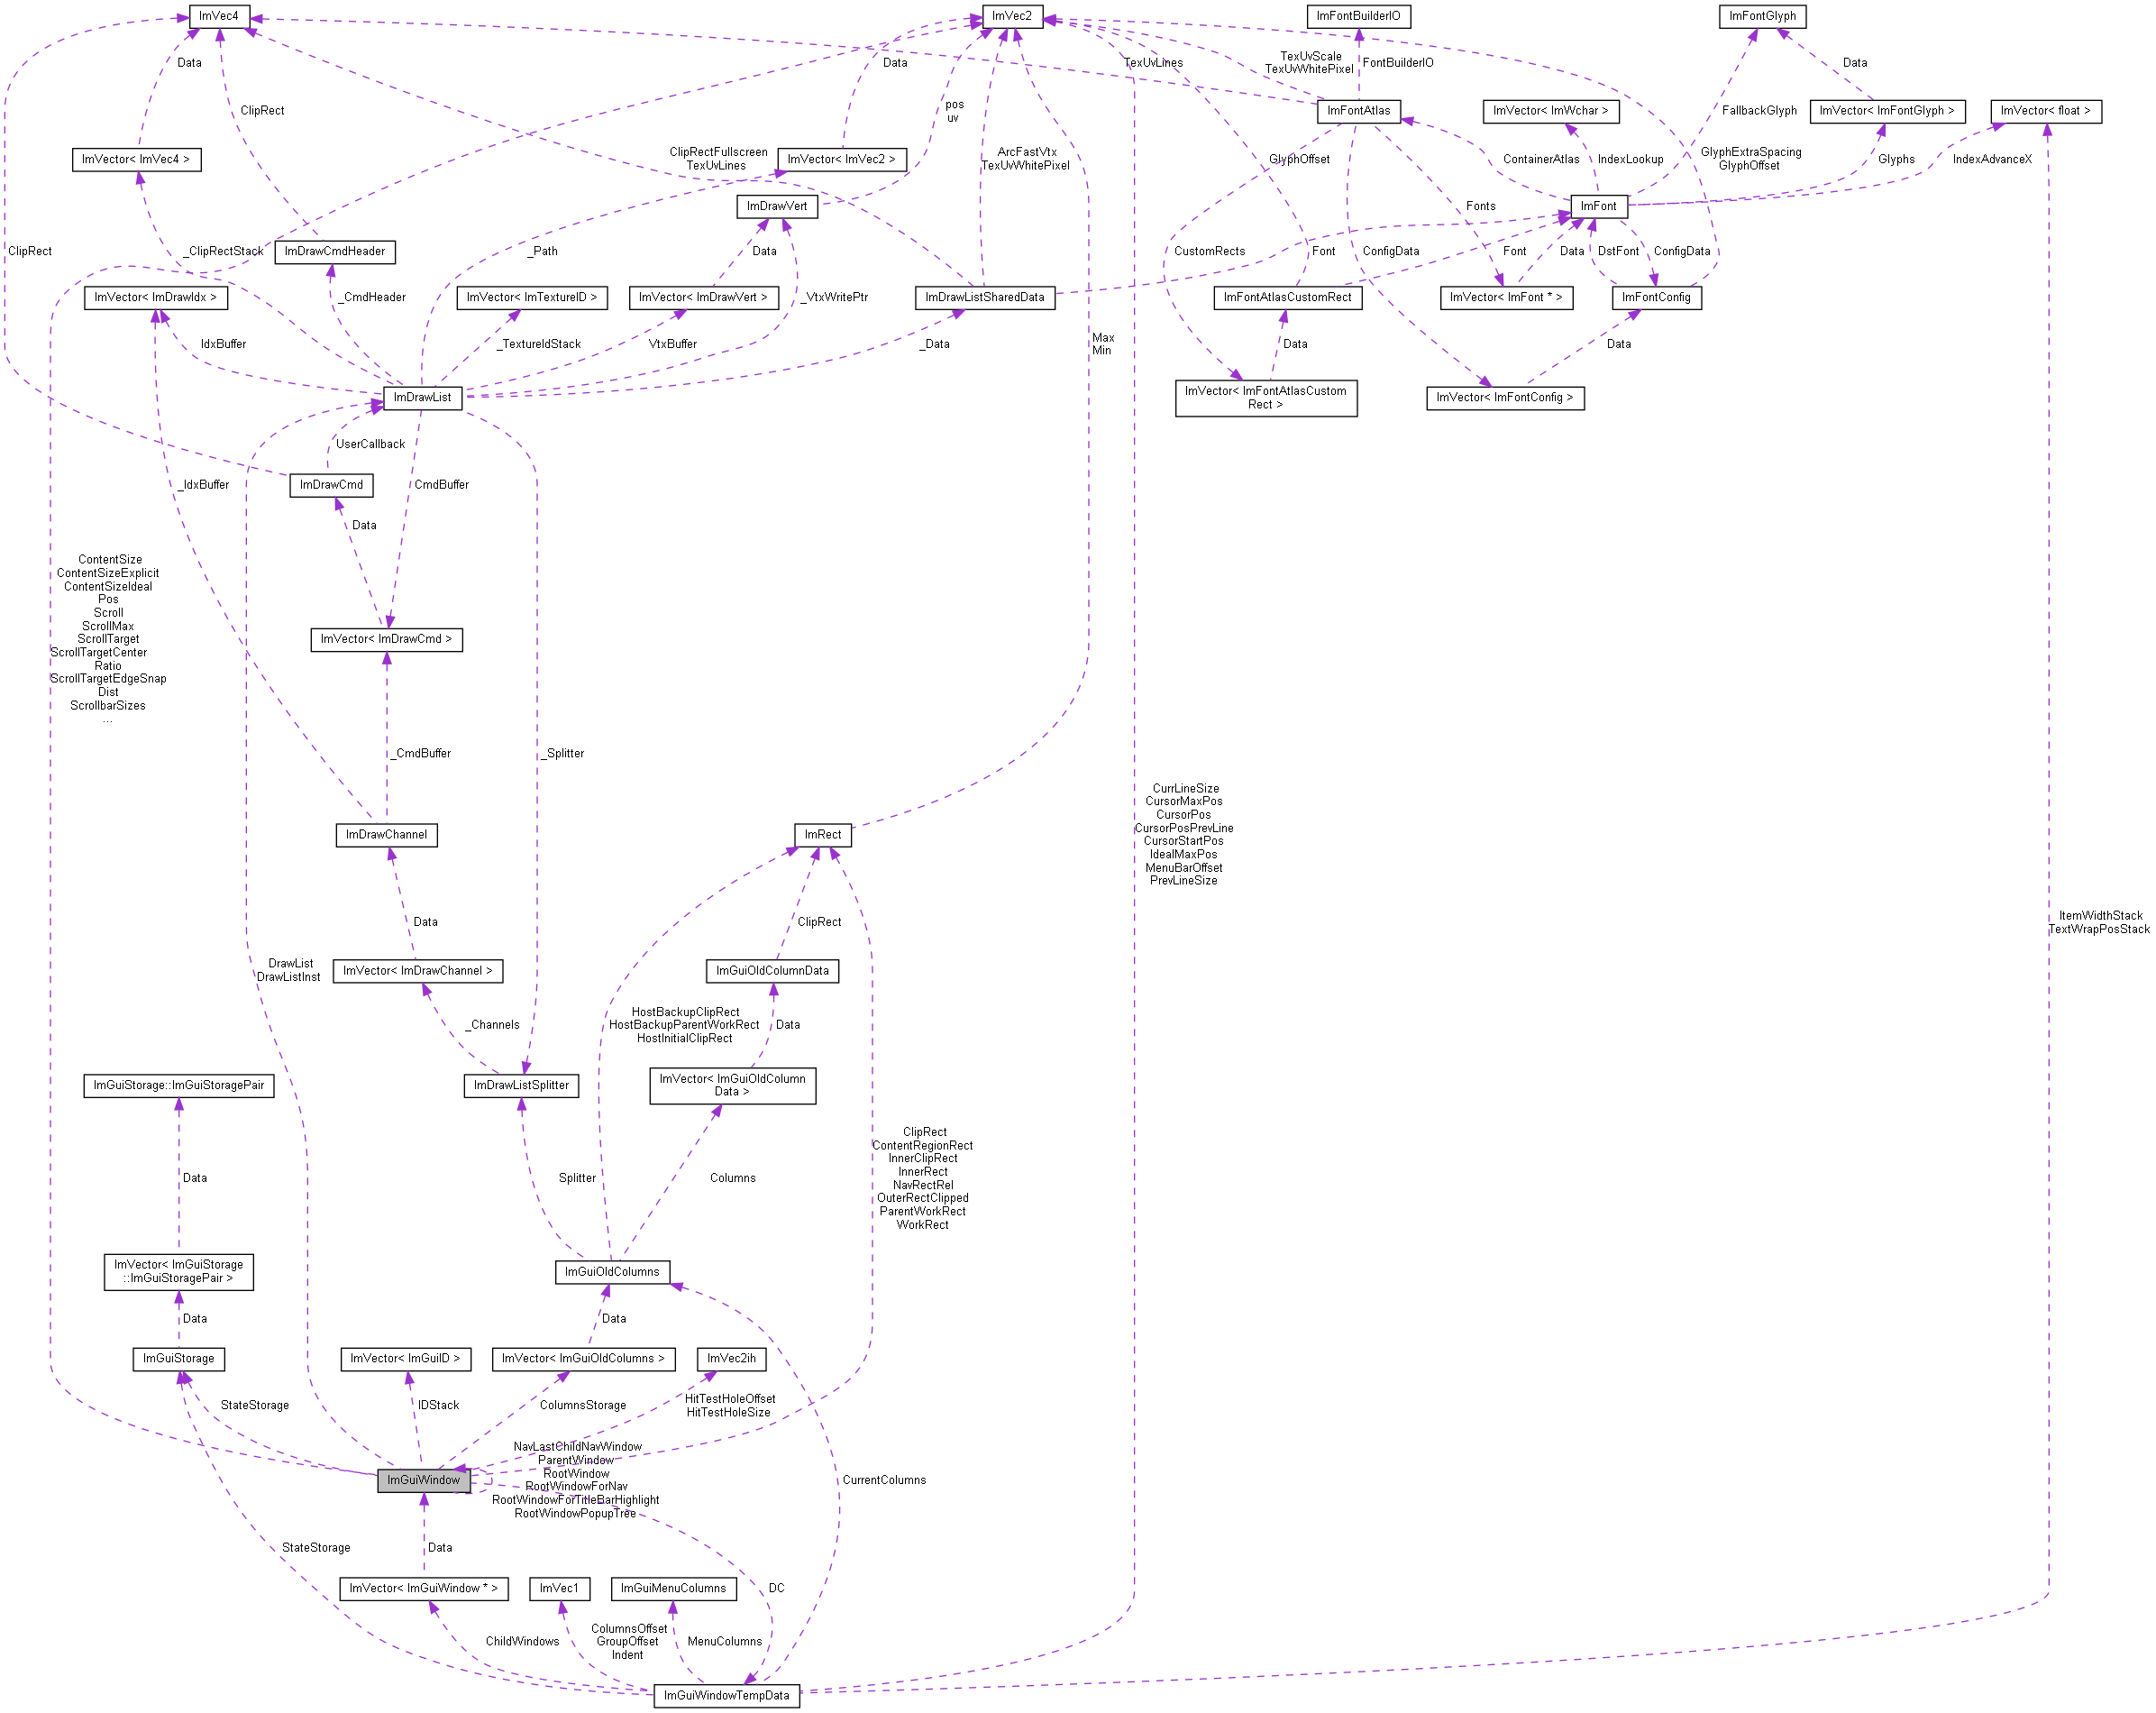 ImVec4
ImVec2
ImFontBuilderIO
ImFontGlyph
Data
Data
TexUvLines
TexUvScale
TexUvWhitePixel
FontBuilderIO
Data
ClipRect
pos
uv
ImFontAtlas
ImVector< ImWchar >
FallbackGlyph
ImVector< ImFontGlyph >
ImVector< float >
ImVector< ImVec4 >
ClipRectFullscreen
TexUvLines
ImVector< ImVec2 >
ArcFastVtx
TexUvWhitePixel
GlyphOffset
ContainerAtlas
IndexLookup
GlyphExtraSpacing
GlyphOffset
Glyphs
IndexAdvanceX
ImDrawVert
Fonts
ImFont
ClipRect
_ClipRectStack
ImDrawCmdHeader
_Path
Data
CustomRects
Font
ConfigData
Font
Data
DstFont
ConfigData
ImVector< ImDrawIdx >
_CmdHeader
ImVector< ImTextureID >
ImVector< ImDrawVert >
_VtxWritePtr
ImDrawListSharedData
ImFontAtlasCustomRect
ImVector< ImFont * >
ImFontConfig
IdxBuffer
_TextureIdStack
VtxBuffer
_Data
Max
Min
Data
Data
ImDrawList
ImVector< ImFontAtlasCustom
Rect >
ImVector< ImFontConfig >
UserCallback
_IdxBuffer
ImDrawCmd
CmdBuffer
Data
ContentSize
ContentSizeExplicit
ContentSizeIdeal
Pos
Scroll
ScrollMax
ScrollTarget
ScrollTargetCenter
Ratio
ScrollTargetEdgeSnap
Dist
ScrollbarSizes
...
ImVector< ImDrawCmd >
_CmdBuffer
_Splitter
CurrLineSize
CursorMaxPos
CursorPos
CursorPosPrevLine
CursorStartPos
IdealMaxPos
MenuBarOffset
PrevLineSize
ImDrawChannel
ImRect
Data
ClipRect
ItemWidthStack
TextWrapPosStack
DrawList
DrawListInst
ImVector< ImDrawChannel >
ImGuiOldColumnData
_Channels
HostBackupClipRect
HostBackupParentWorkRect
HostInitialClipRect
Data
ImGuiStorage::ImGuiStoragePair
ImDrawListSplitter
ImVector< ImGuiOldColumn
Data >
Data
Splitter
Columns
ClipRect
ContentRegionRect
InnerClipRect
InnerRect
NavRectRel
OuterRectClipped
ParentWorkRect
WorkRect
ImVector< ImGuiStorage
::ImGuiStoragePair >
ImGuiOldColumns
Data
Data
ImGuiStorage
ImVector< ImGuiID >
ImVector< ImGuiOldColumns >
ImVec2ih
StateStorage
IDStack
ColumnsStorage
HitTestHoleOffset
HitTestHoleSize
ImGuiWindow
NavLastChildNavWindow
ParentWindow
RootWindow
RootWindowForNav
RootWindowForTitleBarHighlight
RootWindowPopupTree
CurrentColumns
StateStorage
Data
DC
ImVector< ImGuiWindow * >
ImVec1
ImGuiMenuColumns
ChildWindows
ColumnsOffset
GroupOffset
Indent
MenuColumns
ImGuiWindowTempData